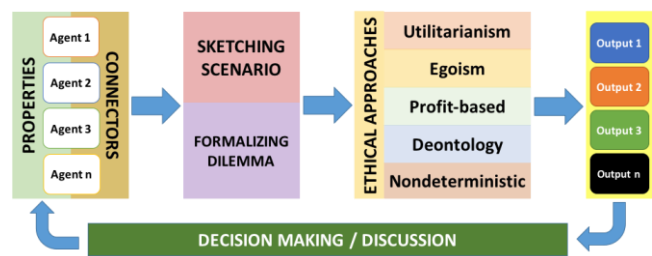 PROPERTIES
Agent 1
Agent 2
Agent 3
Agent n
CONNECTORS
SKETCHING
SCENARIO
FORMALIZING
DILEMMA
ETHICAL APPROACHES
Utilitarianism
Egoism
Profit-based
Deontology
Nondeterministic
Output 1
Output 2
Output 3
Output n
DECISION MAKING / DISCUSSION